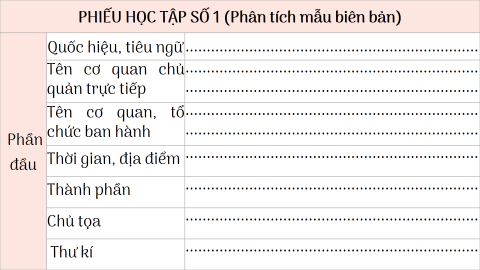 PHIẾU HỌC TẬP SỐ 1 (Phân tích mẫu biên bản)
Phần đầu
Quốc hiệu, tiêu ngữ
Tên cơ quan chủ
quản trực tiếp
Tên cơ quan, tổ
chức ban hành
Thời gian, địa điểm
Thành phần
Chủ tọa
Thư kí